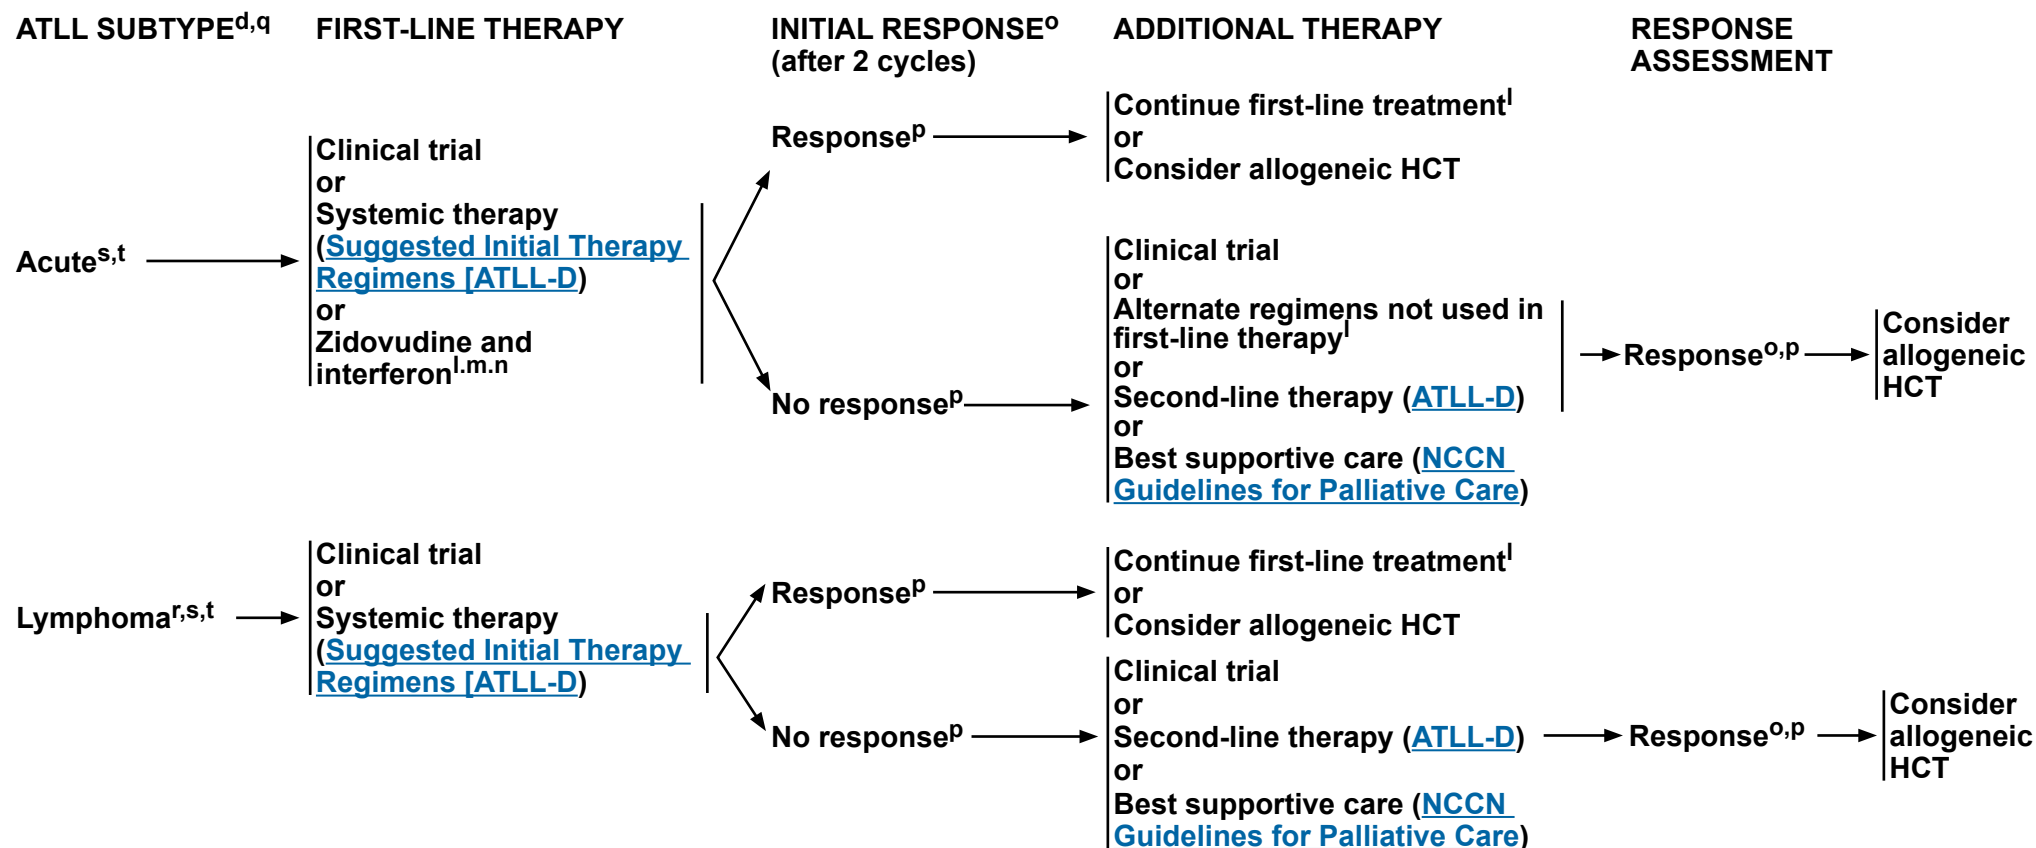 ATLL SUBTYPEd,q
FIRST-LINE THERAPY
INITIAL RESPONSEo
(after 2 cycles)
ADDITIONAL THERAPY
RESPONSE
ASSESSMENT
Acutes,t
Clinical trial
or
Systemic therapy
(Suggested Initial Therapy
Regimens [ATLL-D)
or
Zidovudine and
interferonl.m.n
Responsep
Continue first-line treatmentl
or
Consider allogeneic HCT
No responsep
Clinical trial
or
Alternate regimens not used in
first-line therapyl
or
Second-line therapy (ATLL-D)
or
Best supportive care (NCCN
Guidelines for Palliative Care)
Responseo,p
Consider
allogeneic
HCT
Lymphomar,s,t
Clinical trial
or
Systemic therapy
(Suggested Initial Therapy
Regimens [ATLL-D)
Responsep
Continue first-line treatmentl
or
Consider allogeneic HCT
No responsep
Clinical trial
or
Second-line therapy (ATLL-D)
or
Best supportive care (NCCN
Guidelines for Palliative Care)
Responseo,p
Consider
allogeneic
HCT